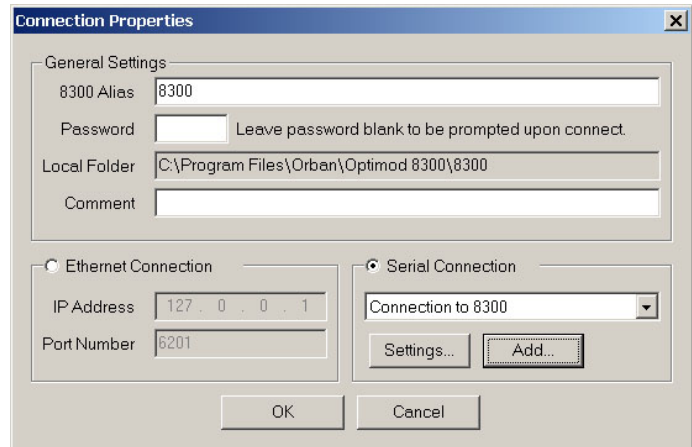 Connection Properties
General Settings
8300 Alias 8300
Password Leave password blank to be prompted upon connect.
Local Folder C:\Program Files\Orban\Optimod 8300\8300
Comment
Ethernet Connection
IP Address 127 . 0 . 0 . 1
Port Number 6201
Serial Connection
Connection to 8300
Settings... Add...
OK Cancel